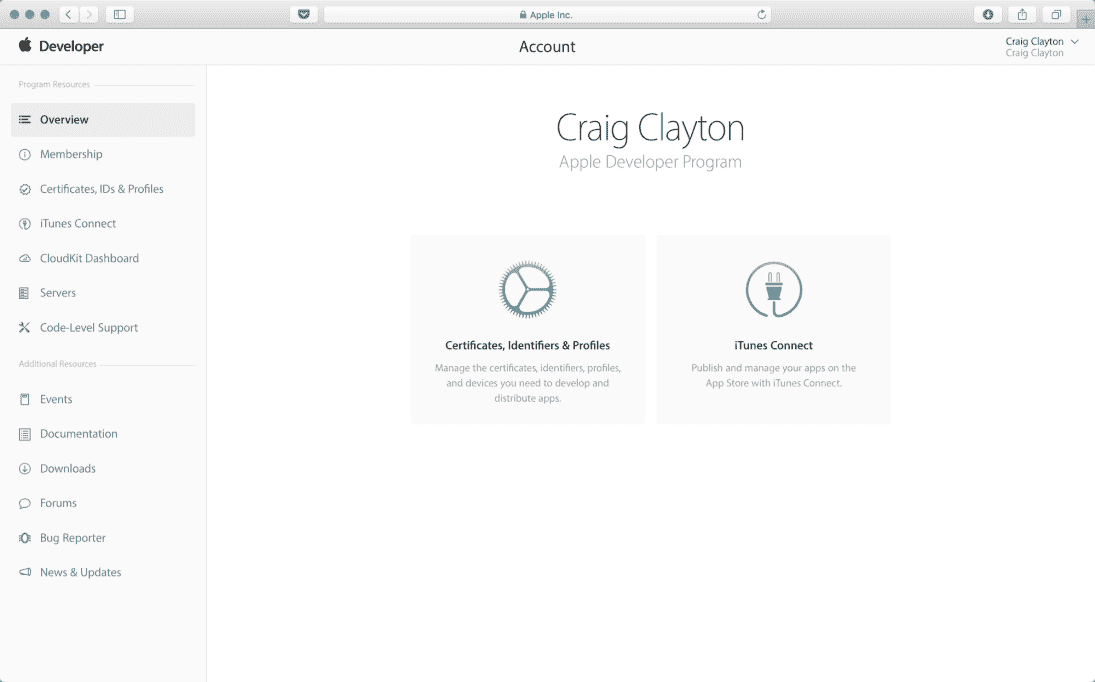 Apple Inc.
Developer
Account
Craig Clayton
Craig Clayton
Program Resources
Overview
Membership
Certificates, IDs & Profiles
iTunes Connect
CloudKit Dashboard
Servers
Code-Level Support
Additional Resources
Events
Documentation
Downloads
Forums
Bug Reporter
News & Updates
Craig Clayton
Apple Developer Program
Certificates, Identifiers & Profiles
Manage the certificates, identifiers, profiles,
and devices you need to develop and
distribute apps.
iTunes Connect
Publish and manage your apps on the
App Store with iTunes Connect.